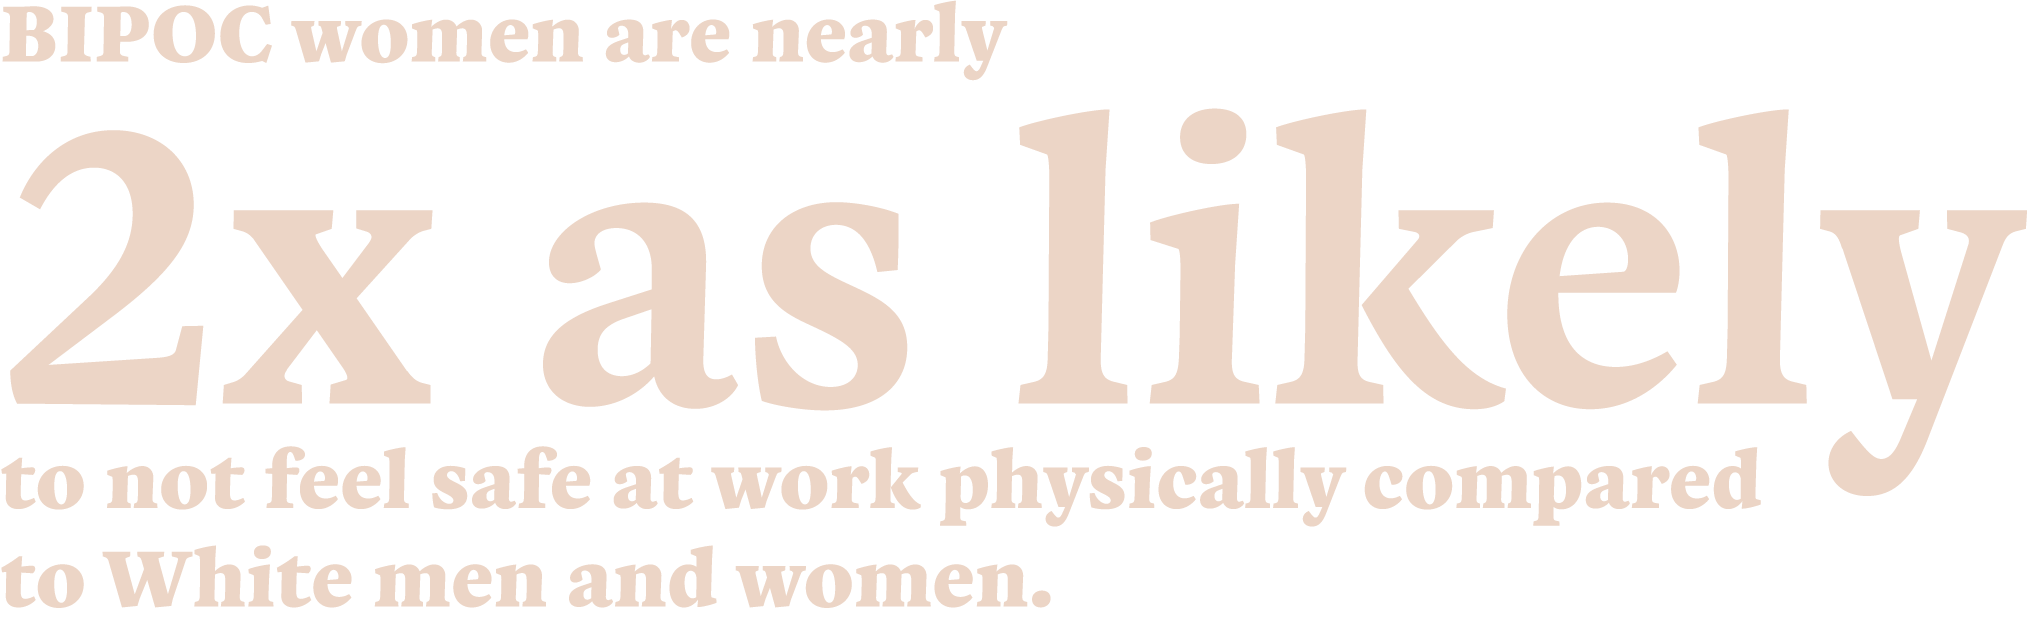 BIPOC women are nearly
2x as likely
to not feel safe at work physically compared
to White men and women.